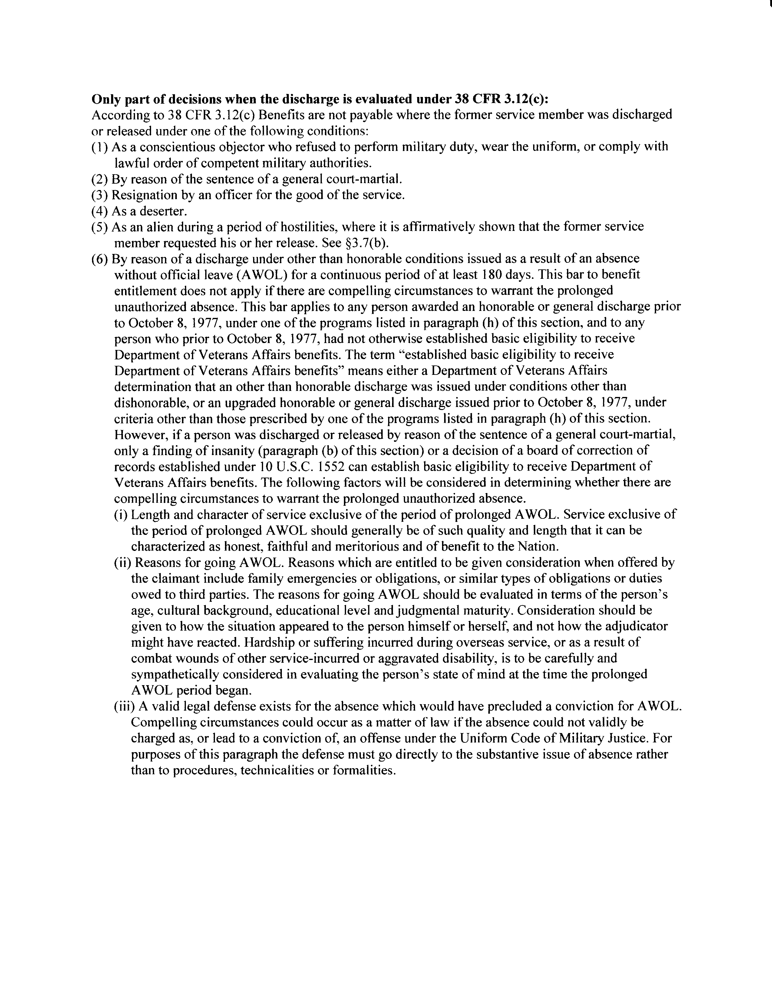 Only part of decisions when the discharge is evaluated under 38 CFR 3.12(c):
According to 38 CFR 3.12(c) Benefits are not payable where the former service member was discharged
or released under one of the following conditions:
(1) As a conscientious objector who refused to perform military duty, wear the uniform, or comply with
lawful order of competent military authorities.
(2) By reason of the sentence of a general court-martial.
(3) Resignation by an officer for the good of the service.
(4) As a deserter.
(5) As an alien during a period of hostilities, where it is affirmatively shown that the former service
member requested his or her release. See §3.7(b).
(6) By reason of a discharge under other than honorable conditions issued as a result of an absence
without official leave (AWOL) for a continuous period of at least 180 days. This bar to benefit
entitlement does not apply if there are compelling circumstances to warrant the prolonged
unauthorized absence. This bar applies to any person awarded an honorable or general discharge prior
to October 8, 1977, under one of the programs listed in paragraph (h) of this section, and to any
person who prior to October 8, 1977, had not otherwise established basic eligibility to receive
Department of Veterans Affairs benefits. The term “established basic eligibility to receive
Department of Veterans Affairs benefits” means either a Department of Veterans Affairs
determination that an other than honorable discharge was issued under conditions other than
dishonorable, or an upgraded honorable or general discharge issued prior to October 8, 1977, under
criteria other than those prescribed by one of the programs listed in paragraph (h) of this section.
However, if a person was discharged or released by reason of the sentence of a general court-martial,
only a finding of insanity (paragraph (b) of this section) or a decision of a board of correction of
records established under 10 U.S.C. 1552 can establish basic eligibility to receive Department of
Veterans Affairs benefits. The following factors will be considered in determining whether there are
compelling circumstances to warrant the prolonged unauthorized absence.
(i) Length and character of service exclusive of the period of prolonged AWOL. Service exclusive of
the period of prolonged AWOL should generally be of such quality and length that it can be
characterized as honest, faithful and meritorious and of benefit to the Nation.
(ii) Reasons for going AWOL. Reasons which are entitled to be given consideration when offered by
the claimant include family emergencies or obligations, or similar types of obligations or duties
owed to third parties. The reasons for going AWOL should be evaluated in terms of the person’s
age, cultural background, educational level and judgmental maturity. Consideration should be
given to how the situation appeared to the person himself or herself, and not how the adjudicator
might have reacted. Hardship or suffering incurred during overseas service, or as a result of
combat wounds of other service-incurred or aggravated disability, is to be carefully and
sympathetically considered in evaluating the person’s state of mind at the time the prolonged
AWOL period began.
(iii) A valid legal defense exists for the absence which would have precluded a conviction for AWOL.
Compelling circumstances could occur as a matter of law if the absence could not validly be
charged as, or lead to a conviction of, an offense under the Uniform Code of Military Justice. For
purposes of this paragraph the defense must go directly to the substantive issue of absence rather
than to procedures, technicalities or formalities.